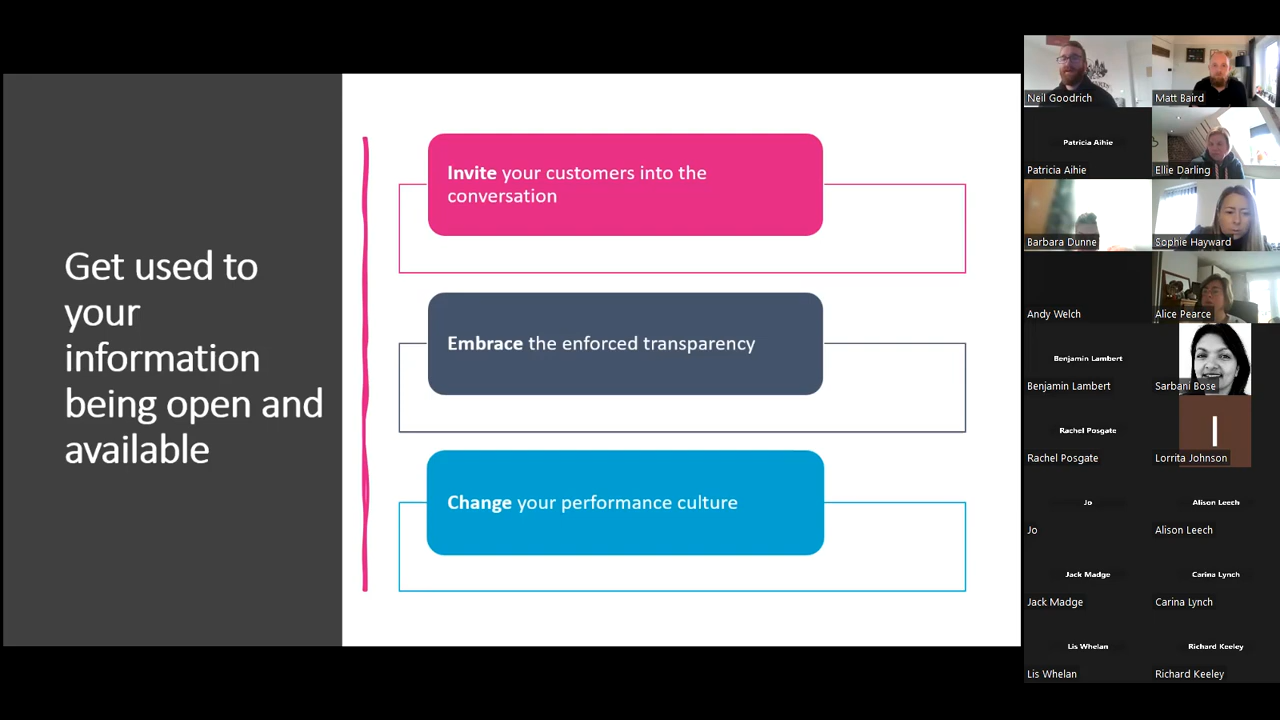 Get used to
your
information
being open and
available
Invite your customers into the
conversation
Embrace the enforced transparency
Change your performance culture
Neil Goodrich
Matt Baird
Patricia Aihie
Patricia Aihie
Ellie Darling
Barbara Dunne
Sophie Hayward
Andy Welch
Alice Pearce
Benjamin Lambert
Benjamin Lambert
Sarbani Bose
Rachel Posgate
Rachel Posgate
I
Lorrita Johnson
Jo
Jo
Alison Leech
Alison Leech
Jack Madge
Jack Madge
Carina Lynch
Carina Lynch
Lis Whelan
Lis Whelan
Richard Keeley
Richard Keeley